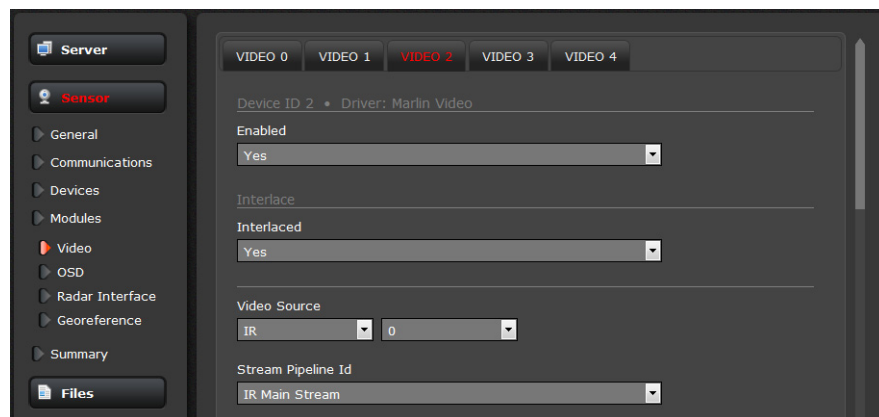 Server
Sensor
General
Communications
Devices
Modules
Video
OSD
Radar Interface
Georeference
Summary
Files
VIDEO 0 VIDEO 1 VIDEO 2 VIDEO 3 VIDEO 4
Device ID 2 • Driver: Marlin Video
Enabled
Yes
Interlace
Interlaced
Yes
Video Source
IR 0
Stream Pipeline Id
IR Main Stream